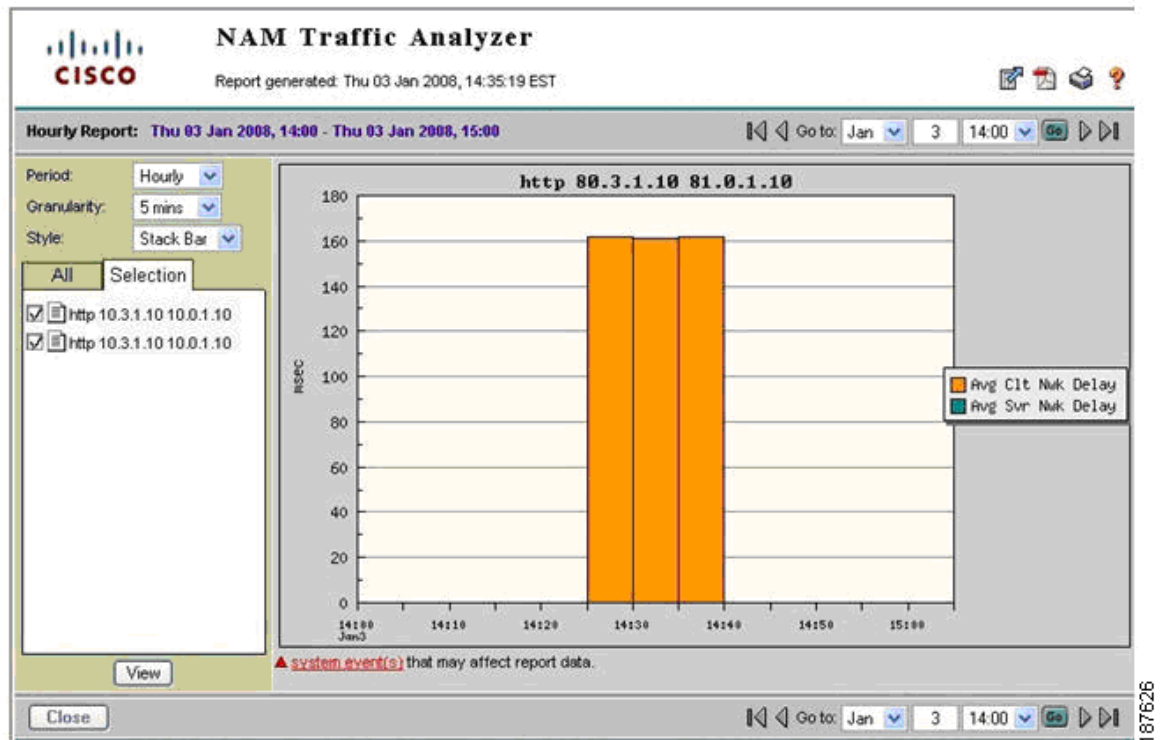 CISCO
NAM Traffic Analyzer
Report generated: Thu 03 Jan 2008, 14:35:19 EST
Hourly Report: Thu 03 Jan 2008, 14:00 - Thu 03 Jan 2008, 15:00
Go to: Jan 3 14:00 Go
Period: Hourly
Granularity: 5 mins
Style: Stack Bar
All Selection
http 10.3.1.10 10.0.1.10
http 10.3.1.10 10.0.1.10
View
http 80.3.1.10 81.0.1.10
180
160
140
120
100
80
60
40
20
0
msec
14:00 14:10 14:20 14:30 14:40 14:50 15:00
Jan3
Avg Clt Nwk Delay
Avg Svr Nwk Delay
system event(s) that may affect report data.
Close
Go to: Jan 3 14:00 Go
187626